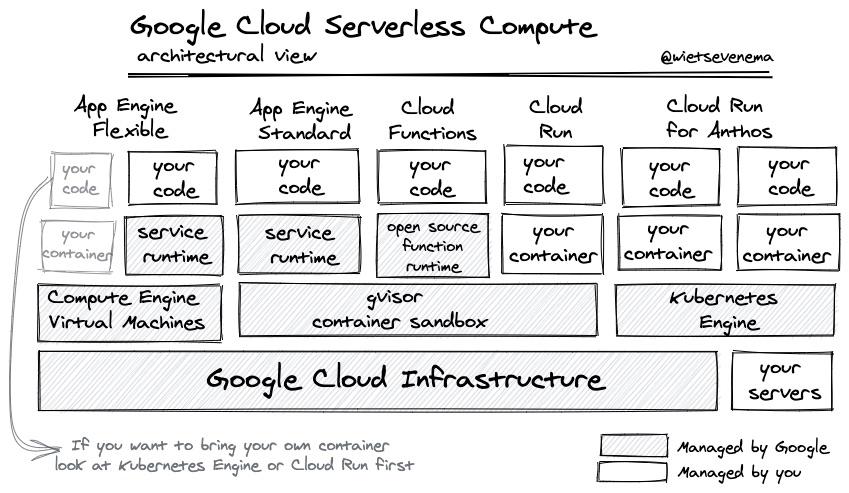 Google Cloud Serverless Compute
architectural view
@wietsevenema
App Engine
Flexible
App Engine
Standard
Cloud
Functions
Cloud
Run
Cloud Run
for Anthos
your
code
your
code
your
code
your
code
your
code
your
code
your
code
your
container
service
runtime
service
runtime
open source
function
runtime
your
container
your
container
your
container
Compute Engine
Virtual Machines
gvisor
container sandbox
Kubernetes
Engine
Google Cloud Infrastructure
your
servers
If you want to bring your own container
look at Kubernetes Engine or Cloud Run first
Managed by Google
Managed by you